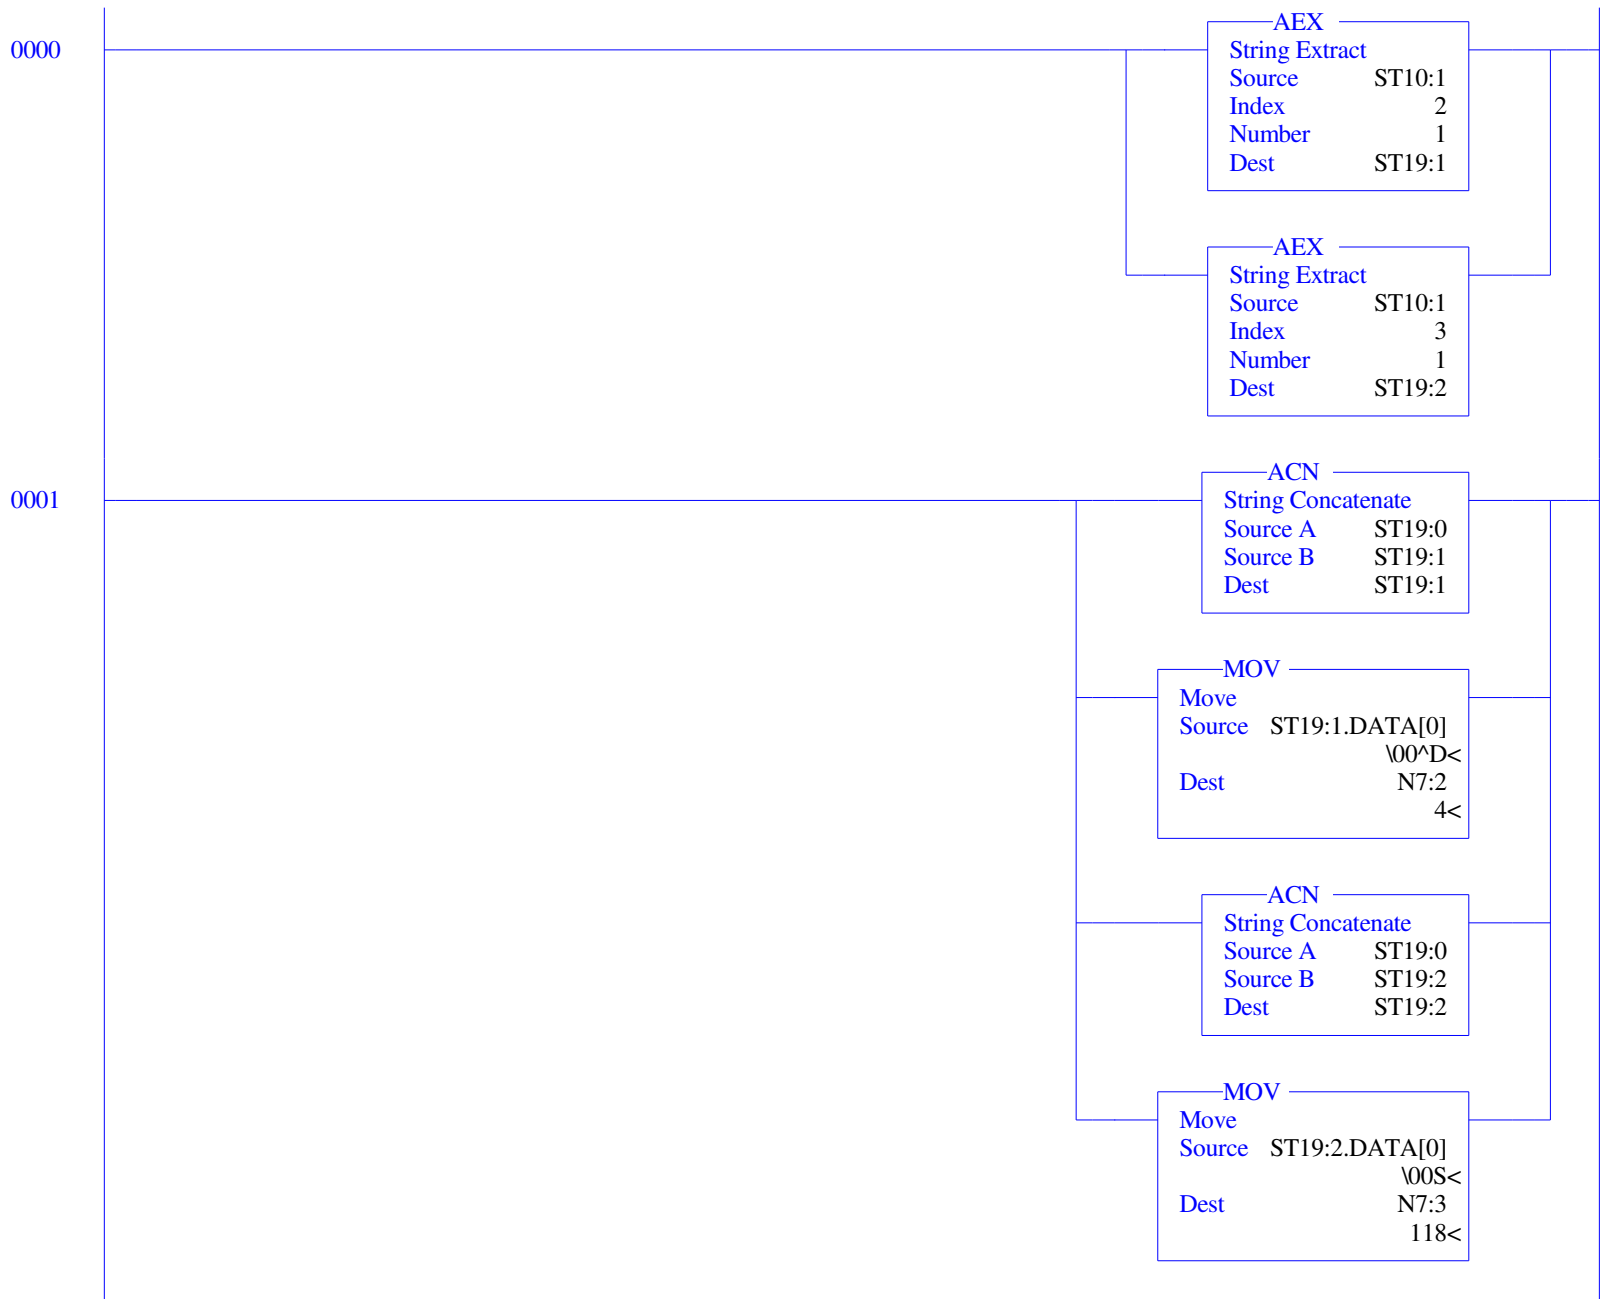 0000
AEX
String Extract
Source ST10:1
Index 2
Number 1
Dest ST19:1
AEX
String Extract
Source ST10:1
Index 3
Number 1
Dest ST19:2
0001
ACN
String Concatenate
Source A ST19:0
Source B ST19:1
Dest ST19:1
MOV
Move
Source ST19:1.DATA[0]
\00^D<
Dest N7:2
4<
ACN
String Concatenate
Source A ST19:0
Source B ST19:2
Dest ST19:2
MOV
Move
Source ST19:2.DATA[0]
\00S<
Dest N7:3
118<